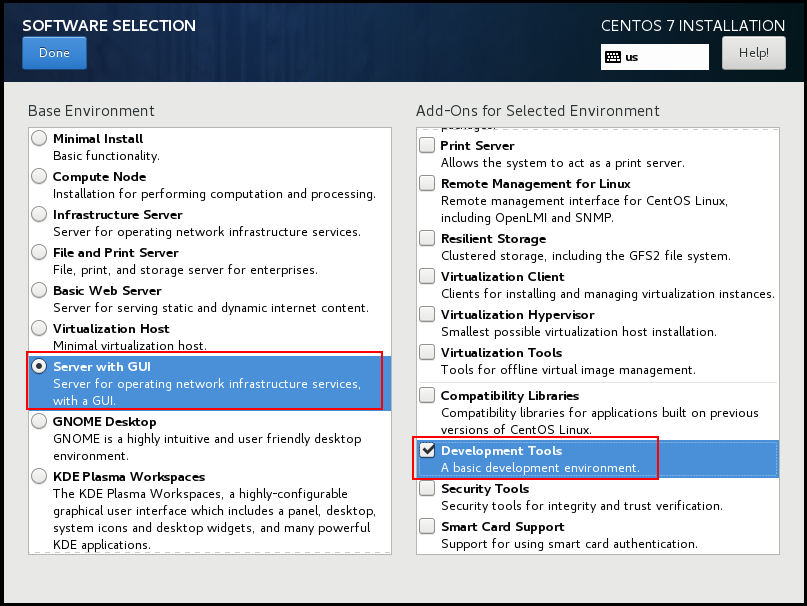 SOFTWARE SELECTION
CENTOS 7 INSTALLATION
Done
us
Help!
Base Environment
Minimal Install
Basic functionality.
Compute Node
Installation for performing computation and processing.
Infrastructure Server
Server for operating network infrastructure services.
File and Print Server
File, print, and storage server for enterprises.
Basic Web Server
Server for serving static and dynamic internet content.
Virtualization Host
Minimal virtualization host.
Server with GUI
Server for operating network infrastructure services,
with a GUI.
GNOME Desktop
GNOME is a highly intuitive and user friendly desktop
environment.
KDE Plasma Workspaces
The KDE Plasma Workspaces, a highly-configurable
graphical user interface which includes a panel, desktop,
system icons and desktop widgets, and many powerful
KDE applications.
Add-Ons for Selected Environment
packages.
Print Server
Allows the system to act as a print server.
Remote Management for Linux
Remote management interface for CentOS Linux,
including OpenLMI and SNMP.
Resilient Storage
Clustered storage, including the GFS2 file system.
Virtualization Client
Clients for installing and managing virtualization instances.
Virtualization Hypervisor
Smallest possible virtualization host installation.
Virtualization Tools
Tools for offline virtual image management.
Compatibility Libraries
Compatibility libraries for applications built on previous
versions of CentOS Linux.
Development Tools
A basic development environment.
Security Tools
Security tools for integrity and trust verification.
Smart Card Support
Support for using smart card authentication.